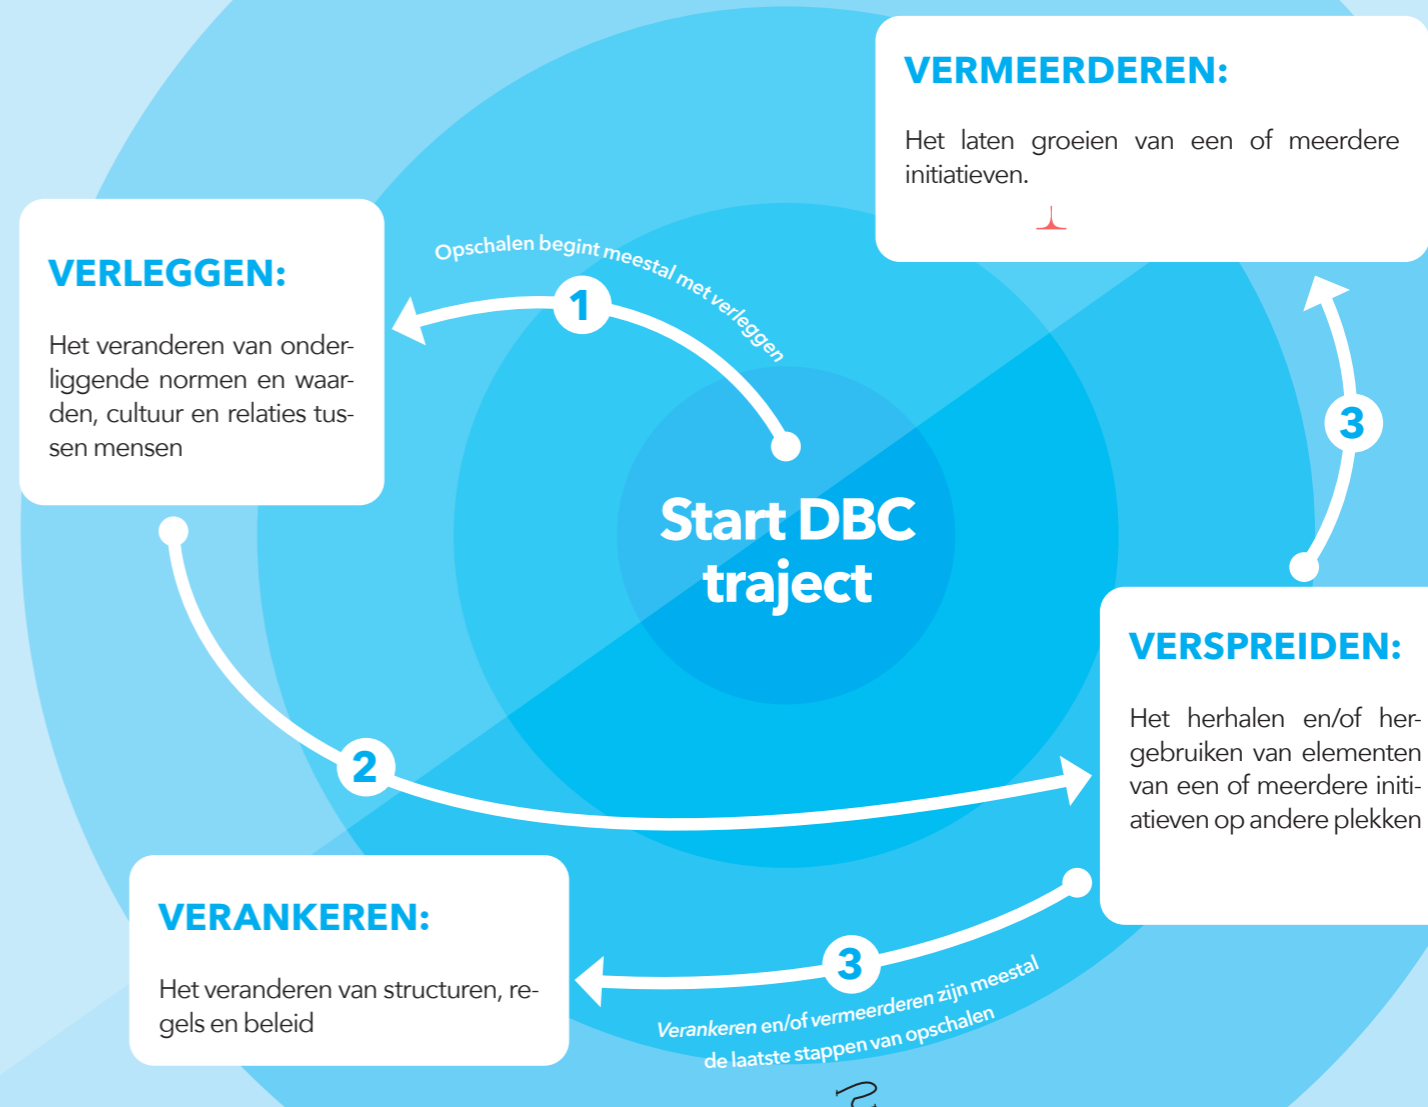 VERMEERDEREN:
Het laten groeien van een of meerdere
initiatieven.
VERLEGGEN:
Het veranderen van onder-
liggende normen en waar-
den, cultuur en relaties tus-
sen mensen
Opschalen begint meestal met verleggen
1
3
Start DBC
traject
VERSPREIDEN:
Het herhalen en/of her-
gebruiken van elementen
van een of meerdere initi-
atieven op andere plekken
2
VERANKEREN:
Het veranderen van structuren, re-
gels en beleid
3
Verankeren en/of vermeerderen zijn meestal
de laatste stappen van opschalen